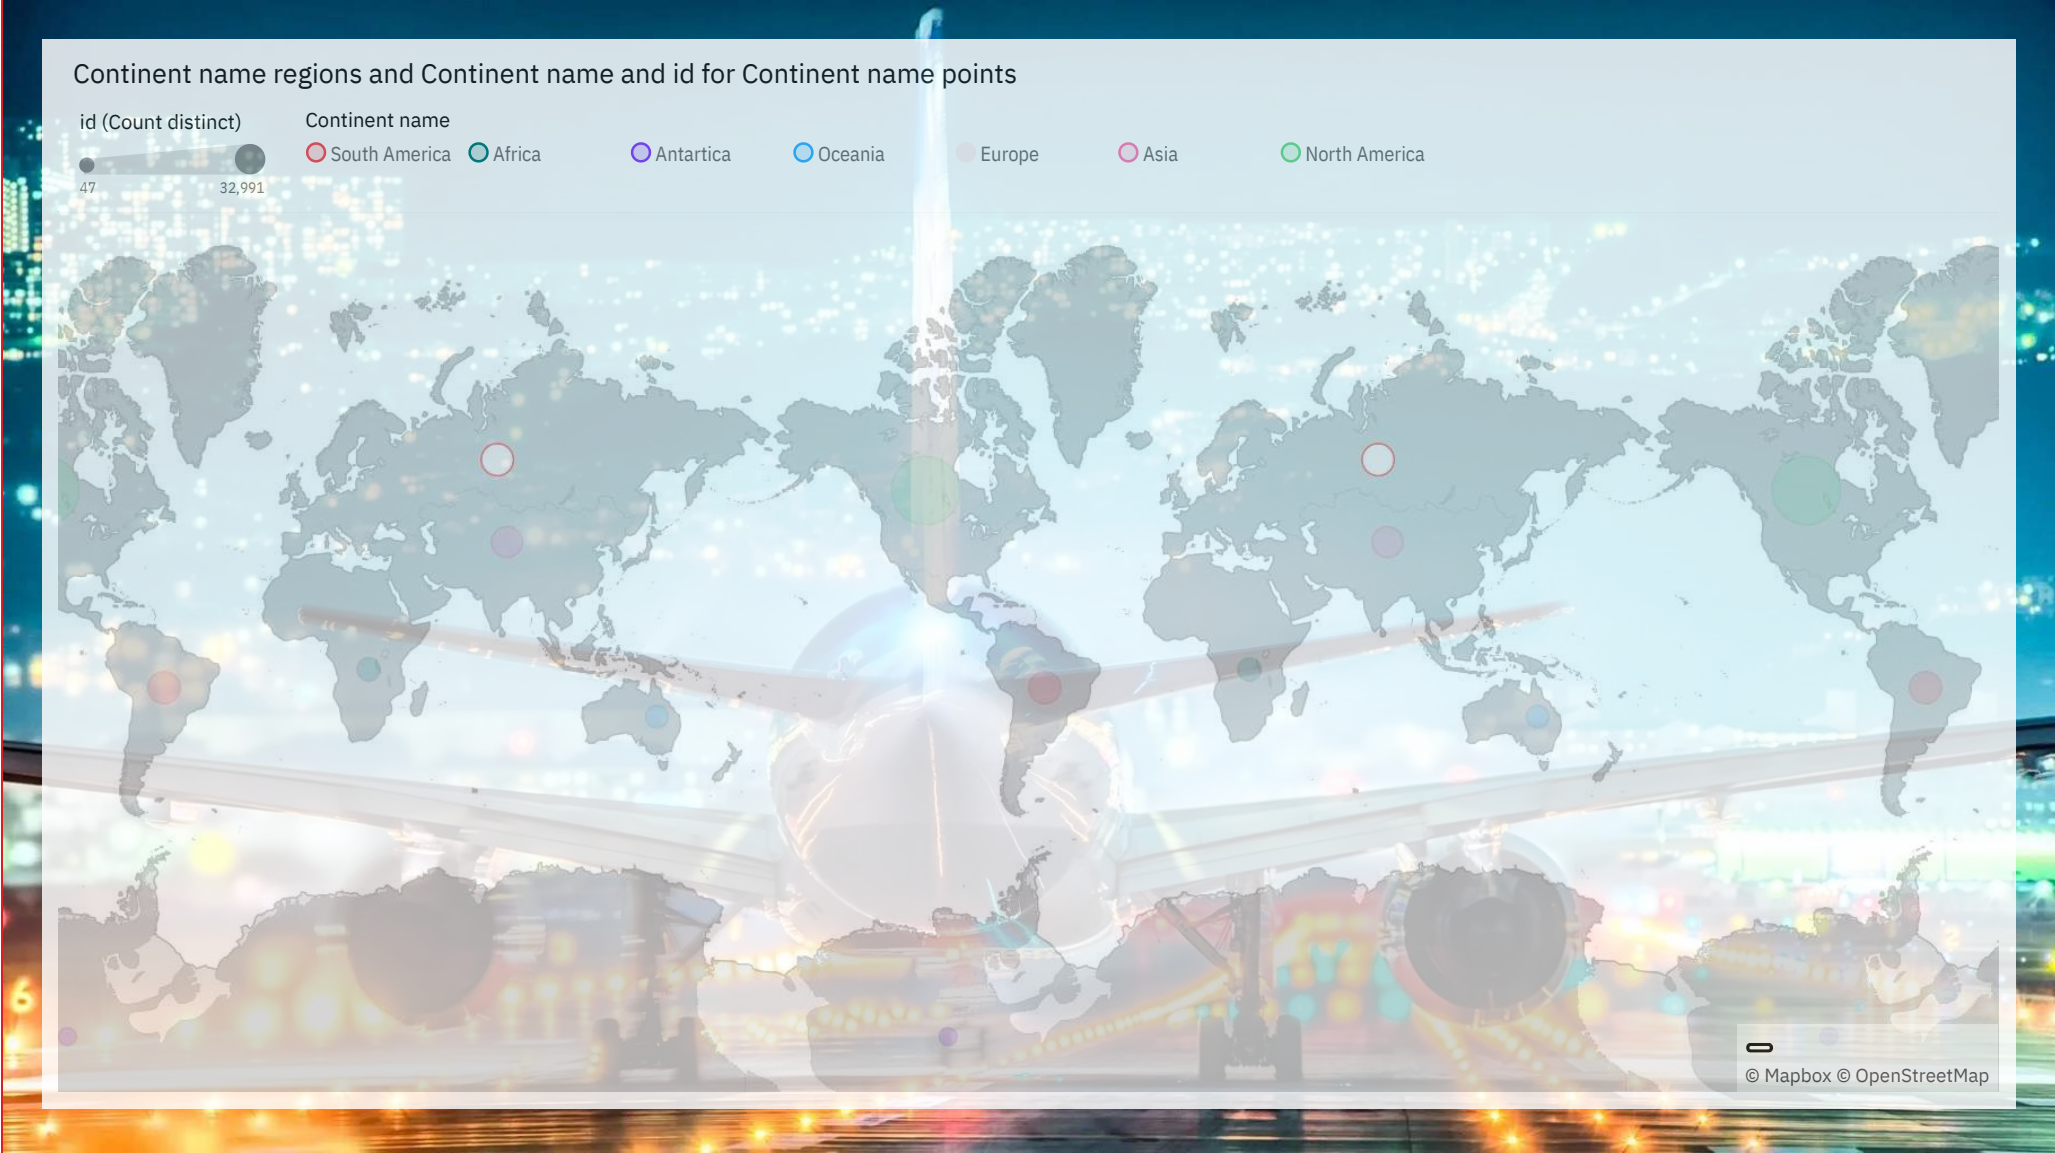 Continent name regions and Continent name and id for Continent name points
id (Count distinct)
47 32,991
Continent name
South America Africa Antartica Oceania Europe Asia North America
6
© Mapbox © OpenStreetMap